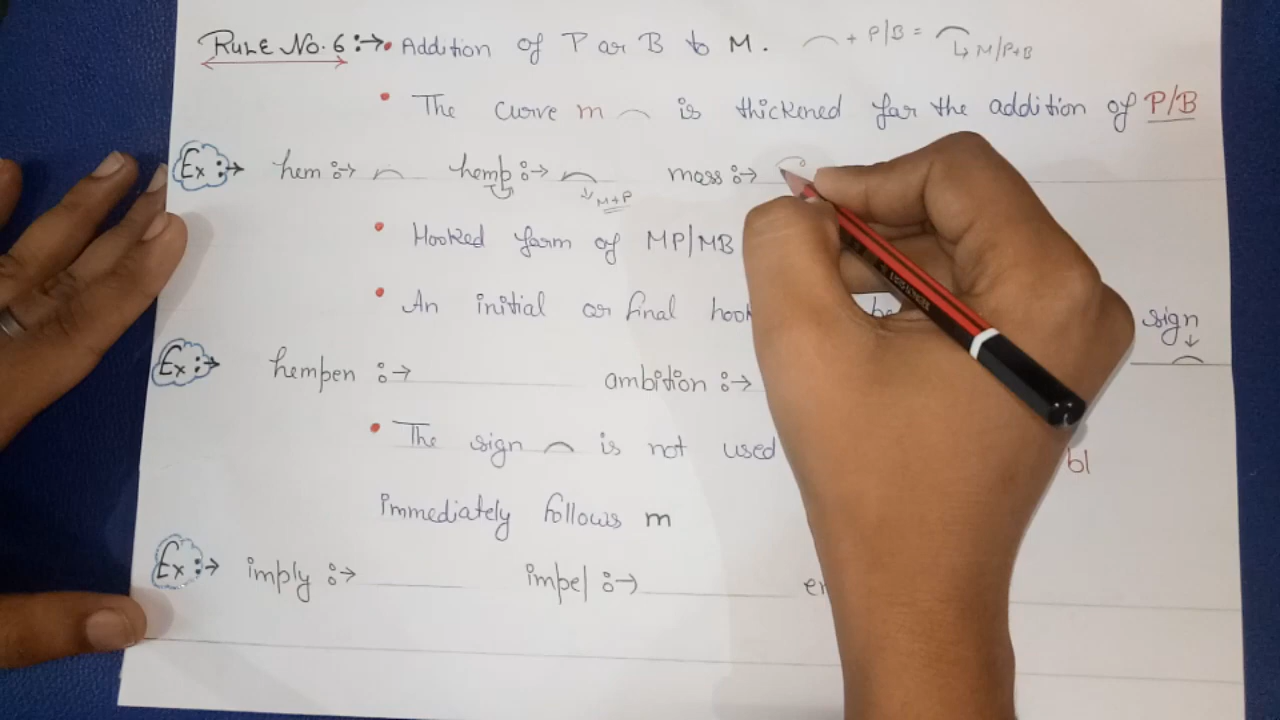 RULE No. 6 :→ • Addition of P or B to M. + P/B = M/P+B
• The curve m is thickened for the addition of P/B
Ex :→ hem :→ hemp :→ M+P mass :→
• Hooked form of MP/MB
• An initial or final hook be sign
Ex :→ hempen :→ ambition :→
• The sign is not used bl
immediately follows m
Ex :→ imply :→ impel :→